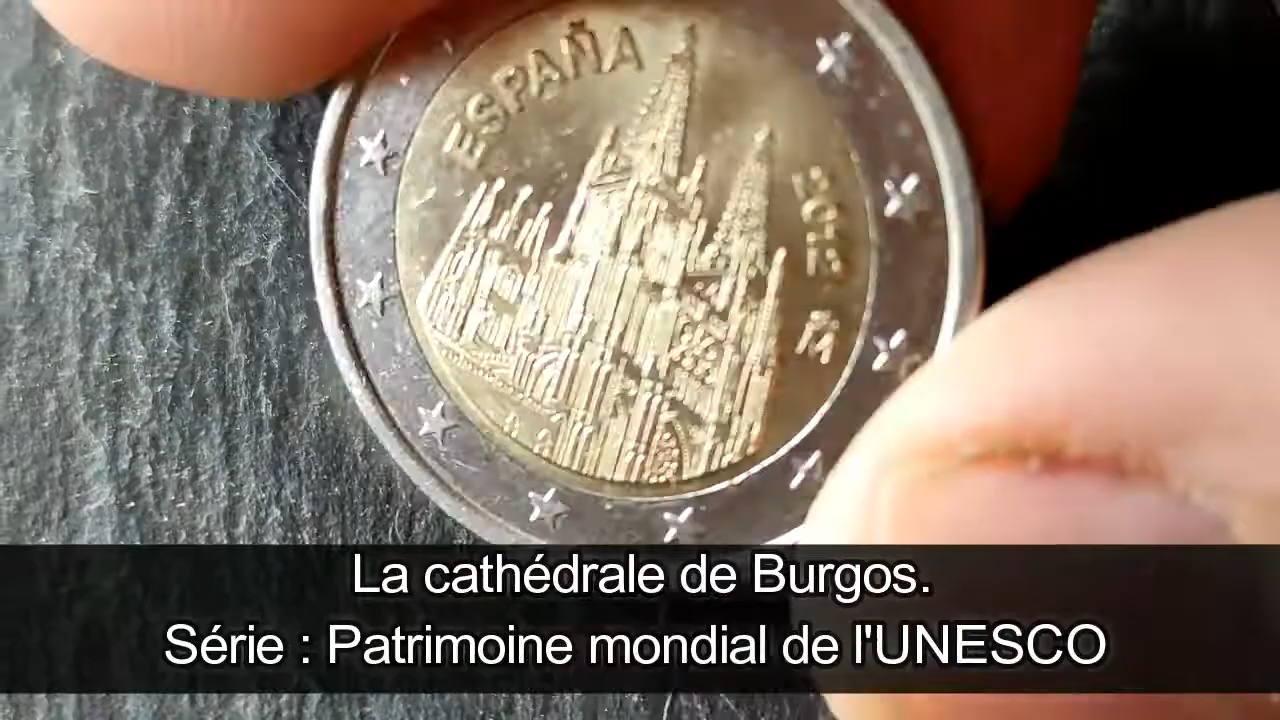 ESPAÑA
2012
M
La cathédrale de Burgos.
Série : Patrimoine mondial de l'UNESCO